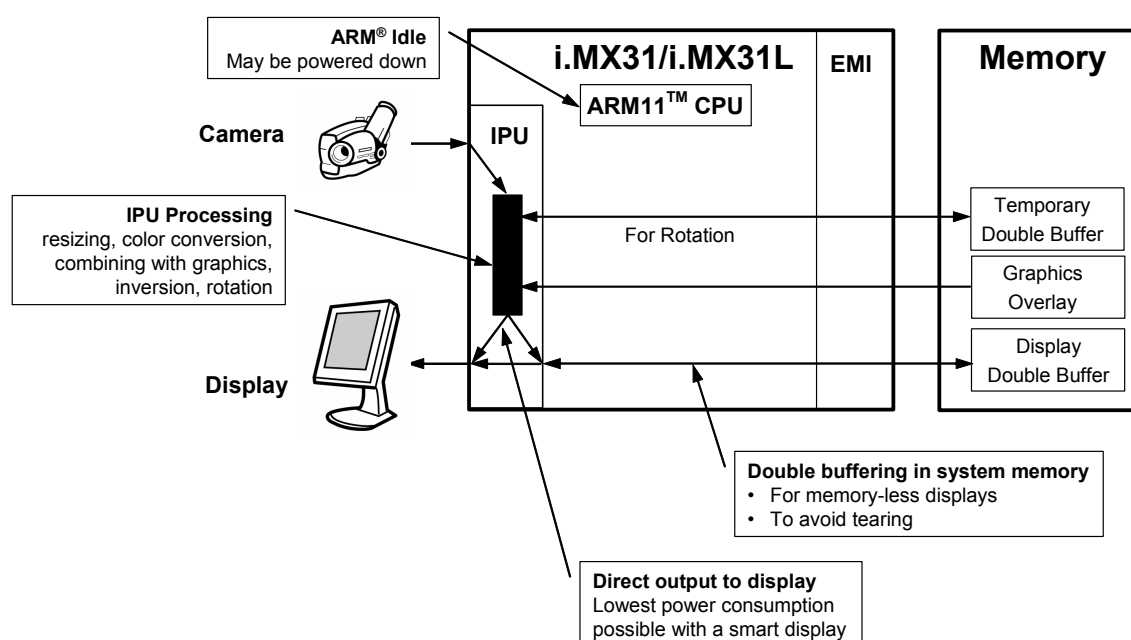 ARM® Idle
May be powered down
i.MX31/i.MX31L
EMI
Memory
ARM11™ CPU
Camera
IPU
IPU Processing
resizing, color conversion,
combining with graphics,
inversion, rotation
For Rotation
Temporary
Double Buffer
Graphics
Overlay
Display
Double Buffer
Display
Double buffering in system memory
• For memory-less displays
• To avoid tearing
Direct output to display
Lowest power consumption
possible with a smart display